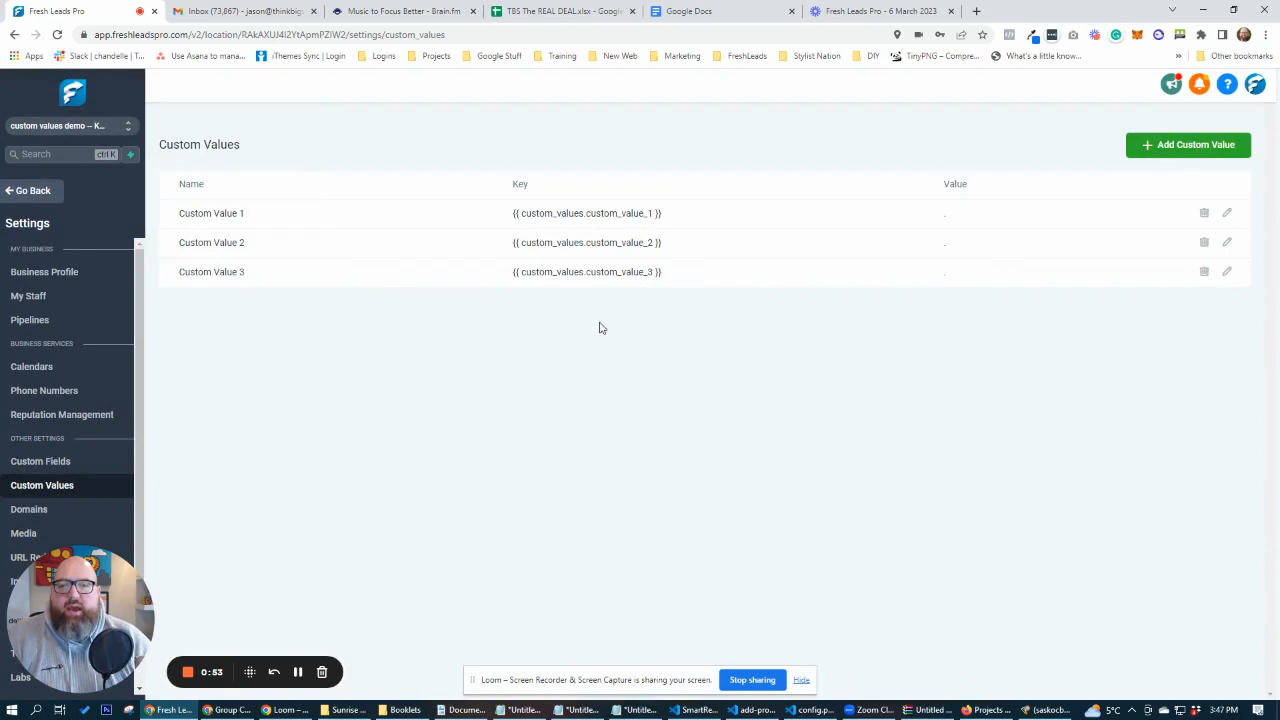 Fresh Leads Pro
Inbox (73,867) - jason@thinkbigs
Music to Focus Better - Brain.fm
TBS The REAL DEAL.xlsx - Google
Google Docs
Fresh Leads Pro - 6 March 2023
app.freshleadspro.com/v2/location/RAkAXUJ4l2YtApmPZIW2/settings/custom_values
Apps
Slack | chandelle | T...
Use Asana to mana...
iThemes Sync | Login
Logins
Projects
Google Stuff
Training
New Web
Marketing
FreshLeads
Stylist Nation
DIY
TinyPNG – Compre...
What's a little know...
Other bookmarks
custom values demo -- K...
Search
ctrl K
Go Back
Settings
MY BUSINESS
Business Profile
My Staff
Pipelines
BUSINESS SERVICES
Calendars
Phone Numbers
Reputation Management
OTHER SETTINGS
Custom Fields
Custom Values
Domains
Media
URL Re
Labs
Custom Values
+ Add Custom Value
Name Key Value
Custom Value 1 {{ custom_values.custom_value_1 }} .
Custom Value 2 {{ custom_values.custom_value_2 }} .
Custom Value 3 {{ custom_values.custom_value_3 }} .
0:53
Loom – Screen Recorder & Screen Capture is sharing your screen.
Stop sharing
Hide
Fresh Le...
Group C...
Loom –...
Sunrise ...
Booklets
Docume...
*Untitle...
*Untitle...
*Untitle...
SmartRe...
add-pro...
config.p...
Zoom Cl...
Untitled ...
Projects ...
(saskocb...
5°C
3:47 PM